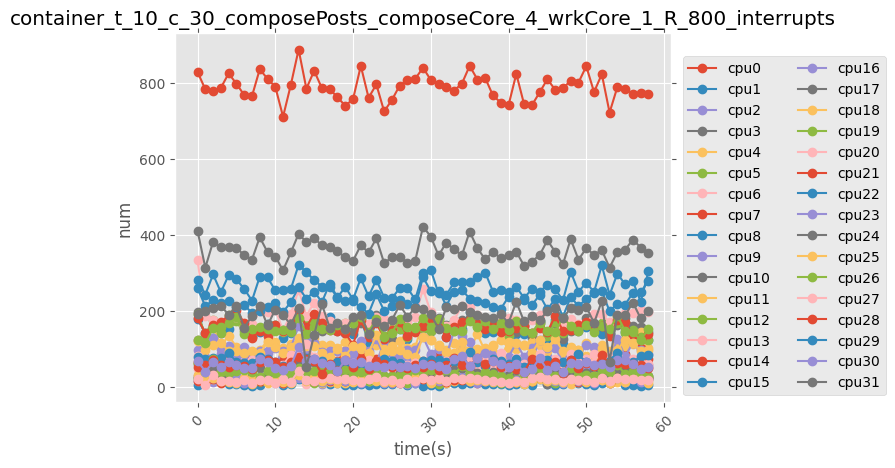 container_t_10_c_30_composePosts_composeCore_4_wrkCore_1_R_800_interrupts
num
800
600
400
200
0
0
10
20
30
40
50
60
time(s)
cpu0
cpu1
cpu2
cpu3
cpu4
cpu5
cpu6
cpu7
cpu8
cpu9
cpu10
cpu11
cpu12
cpu13
cpu14
cpu15
cpu16
cpu17
cpu18
cpu19
cpu20
cpu21
cpu22
cpu23
cpu24
cpu25
cpu26
cpu27
cpu28
cpu29
cpu30
cpu31